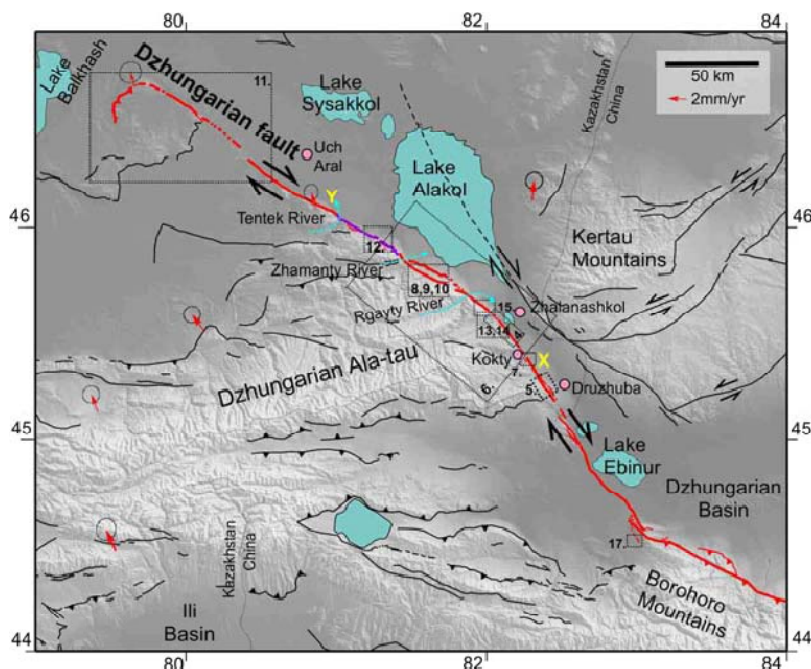 80
82
84
Lake
Balkhash
11.
Dzhungarian fault
Lake
Sysakkol
Kazakhstan
China
50 km
2mm/yr
Uch
Aral
Lake
Alakol
46
Y
Tentek River
12.
Kertau
Mountains
46
Zhamanty River
8,9,10
Rgayty River
15
Zhalanashkol
13,14
4.
Kokty
X
7.
Dzhungarian Ala-tau
6.
5.
Druzhuba
45
45
Lake
Ebinur
Dzhungarian
Basin
17.
Kazakhstan
China
Borohoro
Mountains
Ili
Basin
44
44
80
82
84